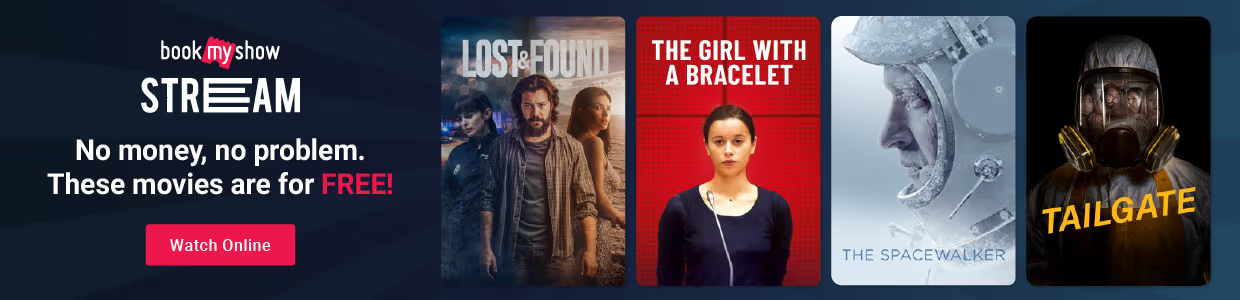 book my show
STREAM
No money, no problem.
These movies are for FREE!
Watch Online
LOST & FOUND
THE GIRL WITH
A BRACELET
THE SPACEWALKER
TAILGATE